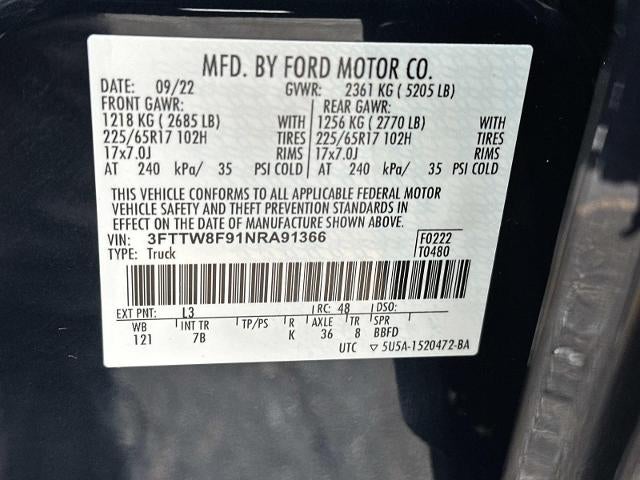 MFD. BY FORD MOTOR CO.
DATE: 09/22 GVWR: 2361 KG ( 5205 LB)
FRONT GAWR: REAR GAWR:
1218 KG ( 2685 LB) WITH 1256 KG ( 2770 LB) WITH
225/65R17 102H TIRES 225/65R17 102H TIRES
17x7.0J RIMS 17x7.0J RIMS
AT 240 kPa/ 35 PSI COLD AT 240 kPa/ 35 PSI COLD
THIS VEHICLE CONFORMS TO ALL APPLICABLE FEDERAL MOTOR
VEHICLE SAFETY AND THEFT PREVENTION STANDARDS IN
EFFECT ON THE DATE OF MANUFACTURE SHOWN ABOVE.
VIN: 3FTTW8F91NRA91366 F0222
TYPE: Truck T0480
EXT PNT: L3 RC: 48 DSO:
WB INT TR TP/PS R AXLE TR SPR
121 7B K 36 8 BBFD
UTC ▽ 5U5A-1520472-BA